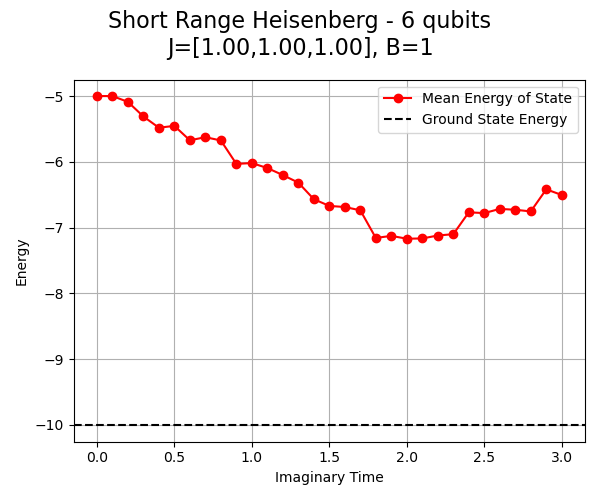 Short Range Heisenberg - 6 qubits
J=[1.00,1.00,1.00], B=1
Mean Energy of State
Ground State Energy
−5
−6
−7
−8
−9
−10
Energy
0.0 0.5 1.0 1.5 2.0 2.5 3.0
Imaginary Time